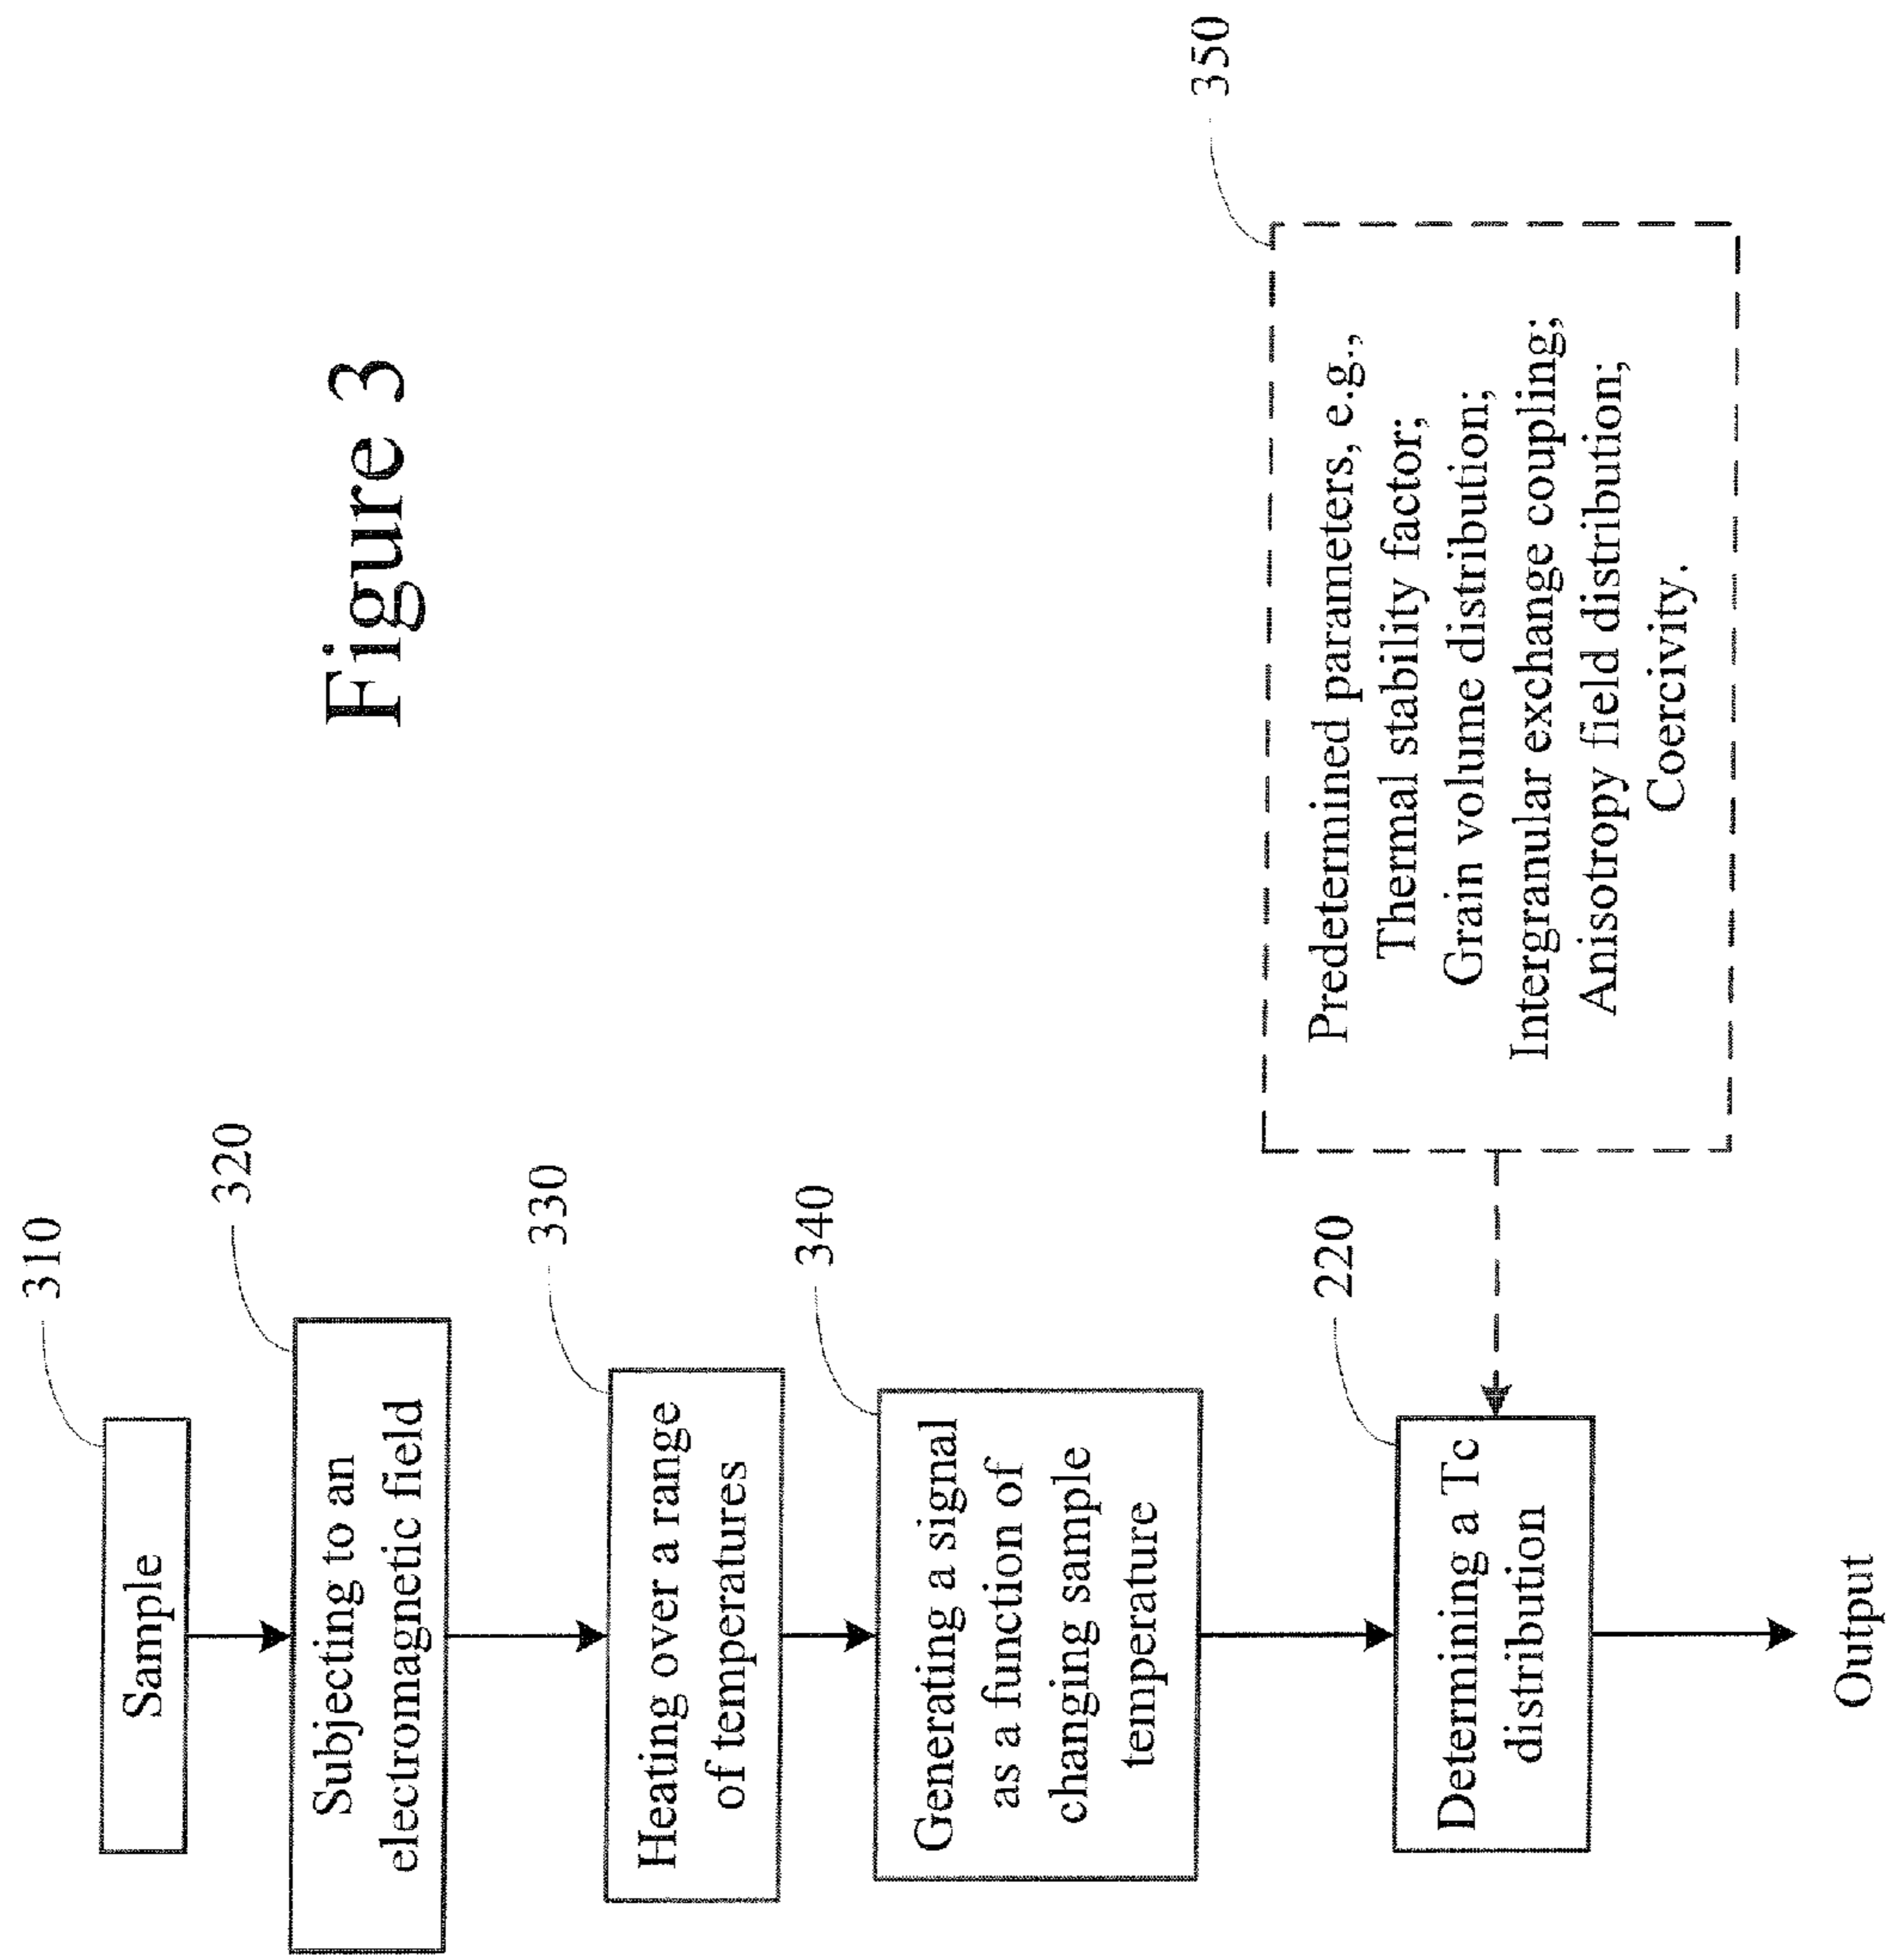 Figure 3
310
Sample
320
Subjecting to an
electromagnetic field
330
Heating over a range
of temperatures
340
Generating a signal
as a function of
changing sample
temperature
220
Determining a Tc
distribution
Output
350
Predetermined parameters, e.g.,
Thermal stability factor;
Grain volume distribution;
Intergranular exchange coupling;
Anisotropy field distribution;
Coercivity.